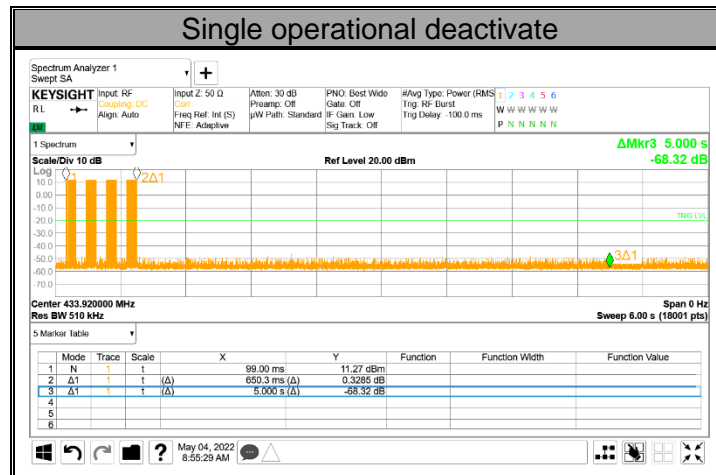 Single operational deactivate
Spectrum Analyzer 1
Swept SA
+
KEYSIGHT Input: RF Input Z: 50 Ω Atten: 30 dB PNO: Best Wide #Avg Type: Power (RMS 1 2 3 4 5 6
RL Coupling: DC Corr Preamp: Off Gate: Off Trig: RF Burst W W W W W W
Align: Auto Freq Ref: Int (S) µW Path: Standard IF Gain: Low Trig Delay: -100.0 ms
NFE: Adaptive Sig Track: Off P N N N N N
1 Spectrum ΔMkr3 5.000 s
Scale/Div 10 dB Ref Level 20.00 dBm -68.32 dB
Log
1 2Δ1
10.0
0.00
-10.0
-20.0 TRIG LVL
-30.0
-40.0
-50.0 3Δ1
-60.0
-70.0
Center 433.920000 MHz Span 0 Hz
Res BW 510 kHz Sweep 6.00 s (18001 pts)
5 Marker Table
Mode Trace Scale X Y Function Function Width Function Value
1 N 1 t 99.00 ms 11.27 dBm
2 Δ1 1 t (Δ) 650.3 ms (Δ) 0.3285 dB
3 Δ1 1 t (Δ) 5.000 s (Δ) -68.32 dB
4
5
6
? May 04, 2022
8:55:29 AM